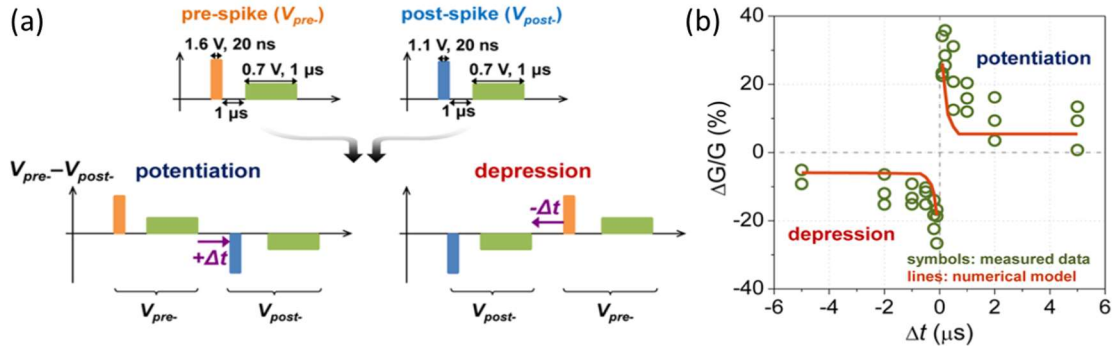 (a)
pre-spike (Vpre-)
1.6 V, 20 ns
0.7 V, 1 μs
1 μs
post-spike (Vpost-)
1.1 V, 20 ns
0.7 V, 1 μs
1 μs
Vpre-−Vpost-
potentiation
+Δt
Vpre-
Vpost-
depression
-Δt
Vpost-
Vpre-
(b)
ΔG/G (%)
40
20
0
-20
-40
potentiation
depression
symbols: measured data
lines: numerical model
-6 -4 -2 0 2 4 6
Δt (μs)